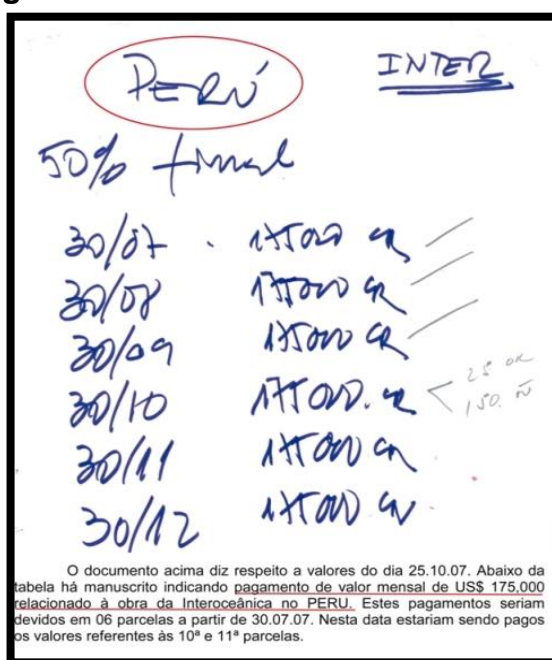 PERÚ INTER
50% final
30/07 . 175000 CR
30/08 175000 CR
30/09 175000 CR
30/10 175000. CR < 25 OK
150. Ñ
30/11 175000 CR
30/12 175000 CR
O documento acima diz respeito a valores do dia 25.10.07. Abaixo da
tabela há manuscrito indicando pagamento de valor mensal de US$ 175,000
relacionado à obra da Interoceânica no PERU. Estes pagamentos seriam
devidos em 06 parcelas a partir de 30.07.07. Nesta data estariam sendo pagos
os valores referentes às 10ª e 11ª parcelas.